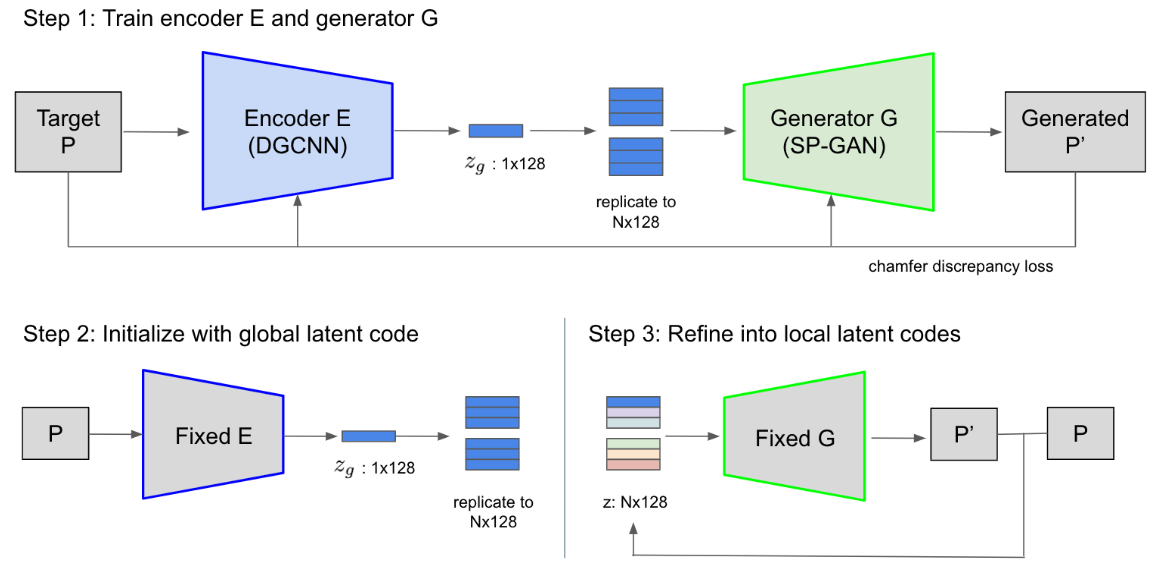 Step 1: Train encoder E and generator G
Target
P
Encoder E
(DGCNN)
z_g : 1x128
replicate to
Nx128
Generator G
(SP-GAN)
Generated
P’
chamfer discrepancy loss
Step 2: Initialize with global latent code
P
Fixed E
z_g : 1x128
replicate to
Nx128
Step 3: Refine into local latent codes
z: Nx128
Fixed G
P’
P